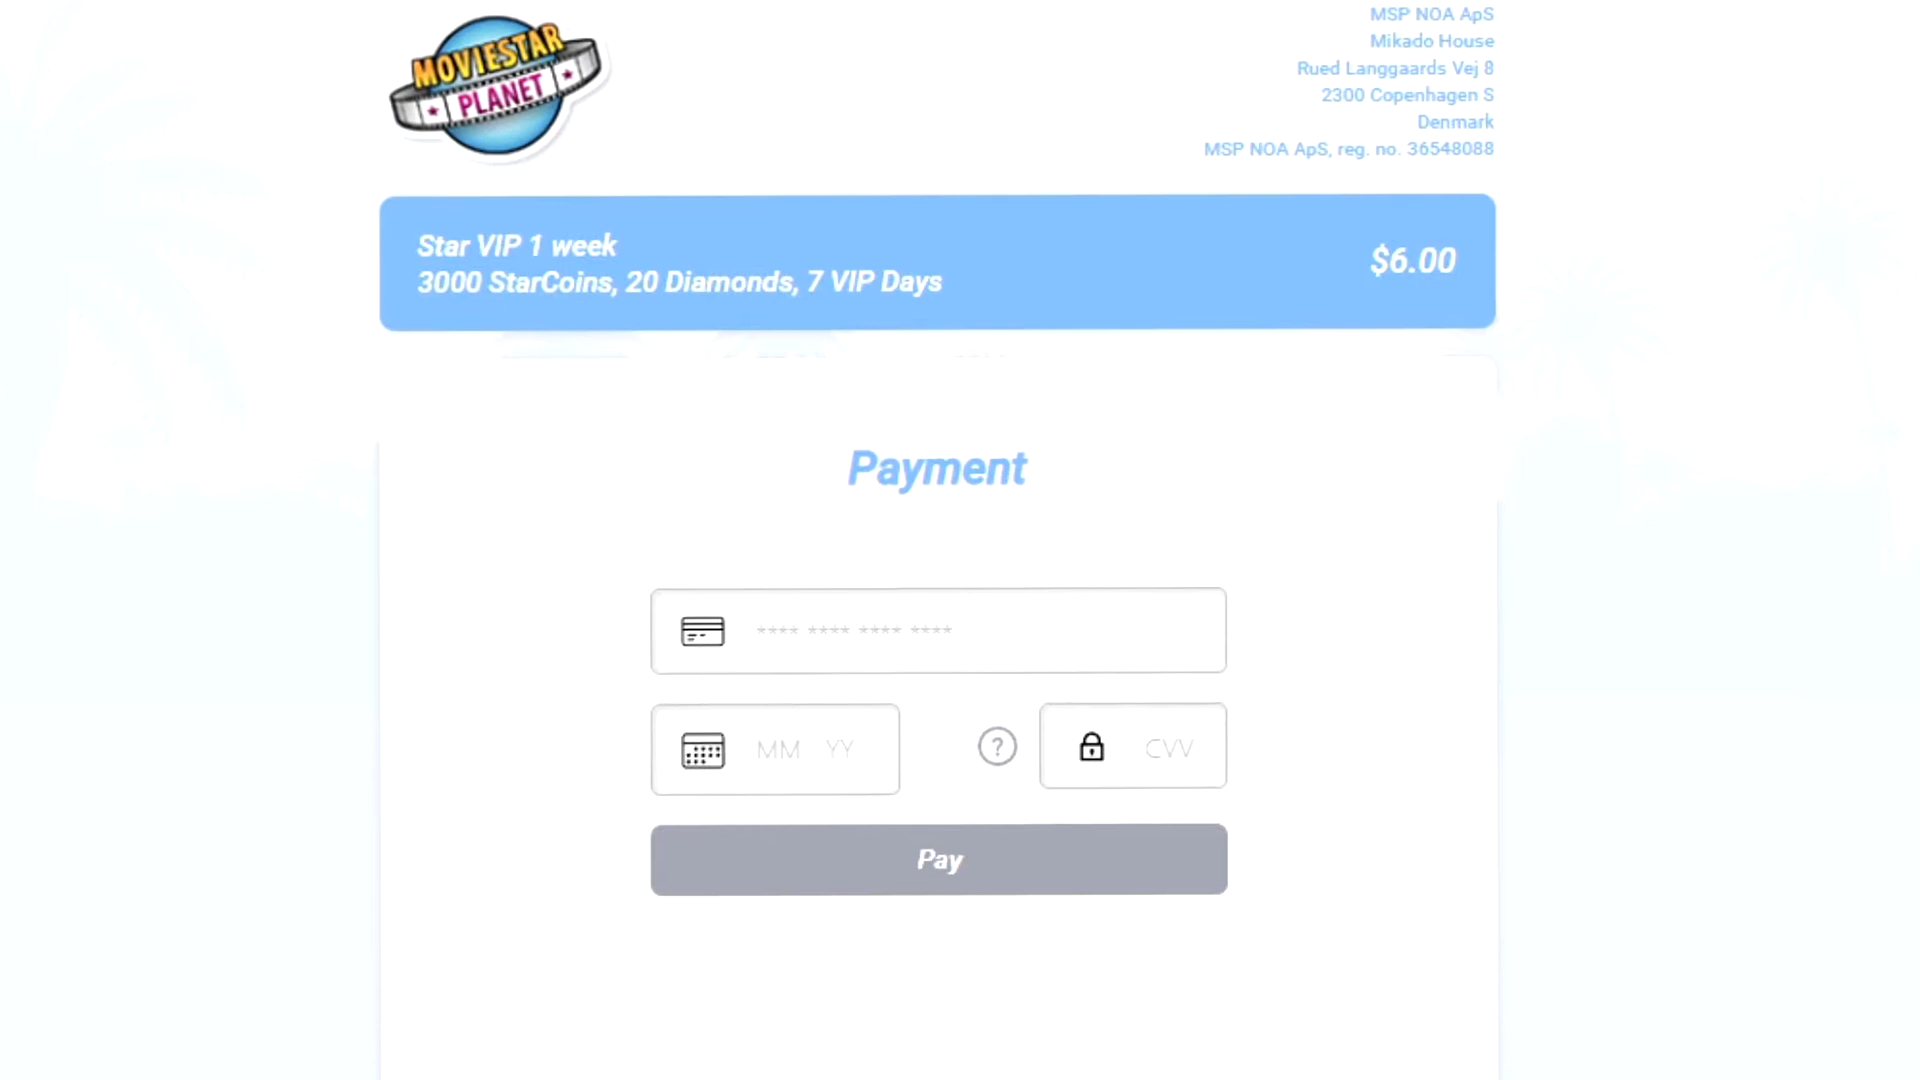 MOVIESTAR
PLANET
MSP NOA ApS
Mikado House
Rued Langgaards Vej 8
2300 Copenhagen S
Denmark
MSP NOA ApS, reg. no. 36548088
Star VIP 1 week
3000 StarCoins, 20 Diamonds, 7 VIP Days
$6.00
Payment
**** **** **** ****
MM YY
?
CVV
Pay